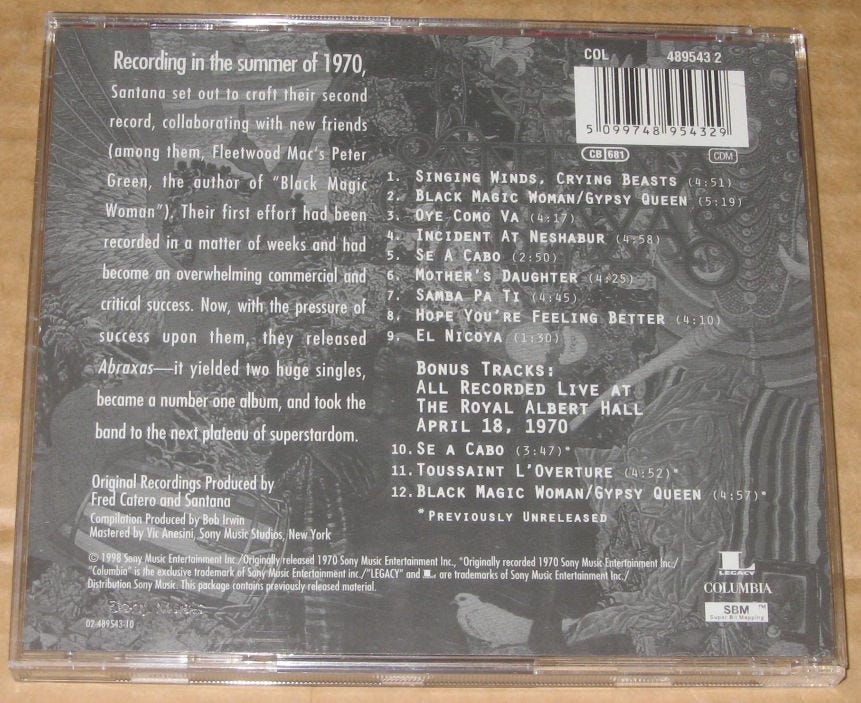 Recording in the summer of 1970,
Santana set out to craft their second
record, collaborating with new friends
(among them, Fleetwood Mac's Peter
Green, the author of "Black Magic
Woman"). Their first effort had been
recorded in a matter of weeks and had
become an overwhelming commercial and
critical success. Now, with the pressure of
success upon them, they released
Abraxas—it yielded two huge singles,
became a number one album, and took the
band to the next plateau of superstardom.
Original Recordings Produced by
Fred Catero and Santana
Compilation Produced by Bob Irwin
Mastered by Vic Anesini, Sony Music Studios, New York
COL 489543 2
5 099748 954329
CB 681
CDM
1. Singing Winds, Crying Beasts (4:51)
2. Black Magic Woman/Gypsy Queen (5:19)
3. Oye Como Va (4:17)
4. Incident At Neshabur (4:58)
5. Se A Cabo (2:50)
6. Mother's Daughter (4:25)
7. Samba Pa Ti (4:45)
8. Hope You're Feeling Better (4:10)
9. El Nicoya (1:30)
Bonus Tracks:
All Recorded Live at
The Royal Albert Hall
April 18, 1970
10. Se a Cabo (3:47)*
11. Toussaint L'Overture (4:52)*
12. Black Magic Woman/Gypsy Queen (4:57)*
*Previously Unreleased
© 1998 Sony Music Entertainment Inc./Originally released 1970 Sony Music Entertainment Inc., *Originally recorded 1970 Sony Music Entertainment Inc./
"Columbia" is the exclusive trademark of Sony Music Entertainment Inc./"LEGACY" and L are trademarks of Sony Music Entertainment Inc./
Distribution Sony Music. This package contains previously released material.
Sony Music
02-489543-10
L
LEGACY
COLUMBIA
SBM™
Super Bit Mapping